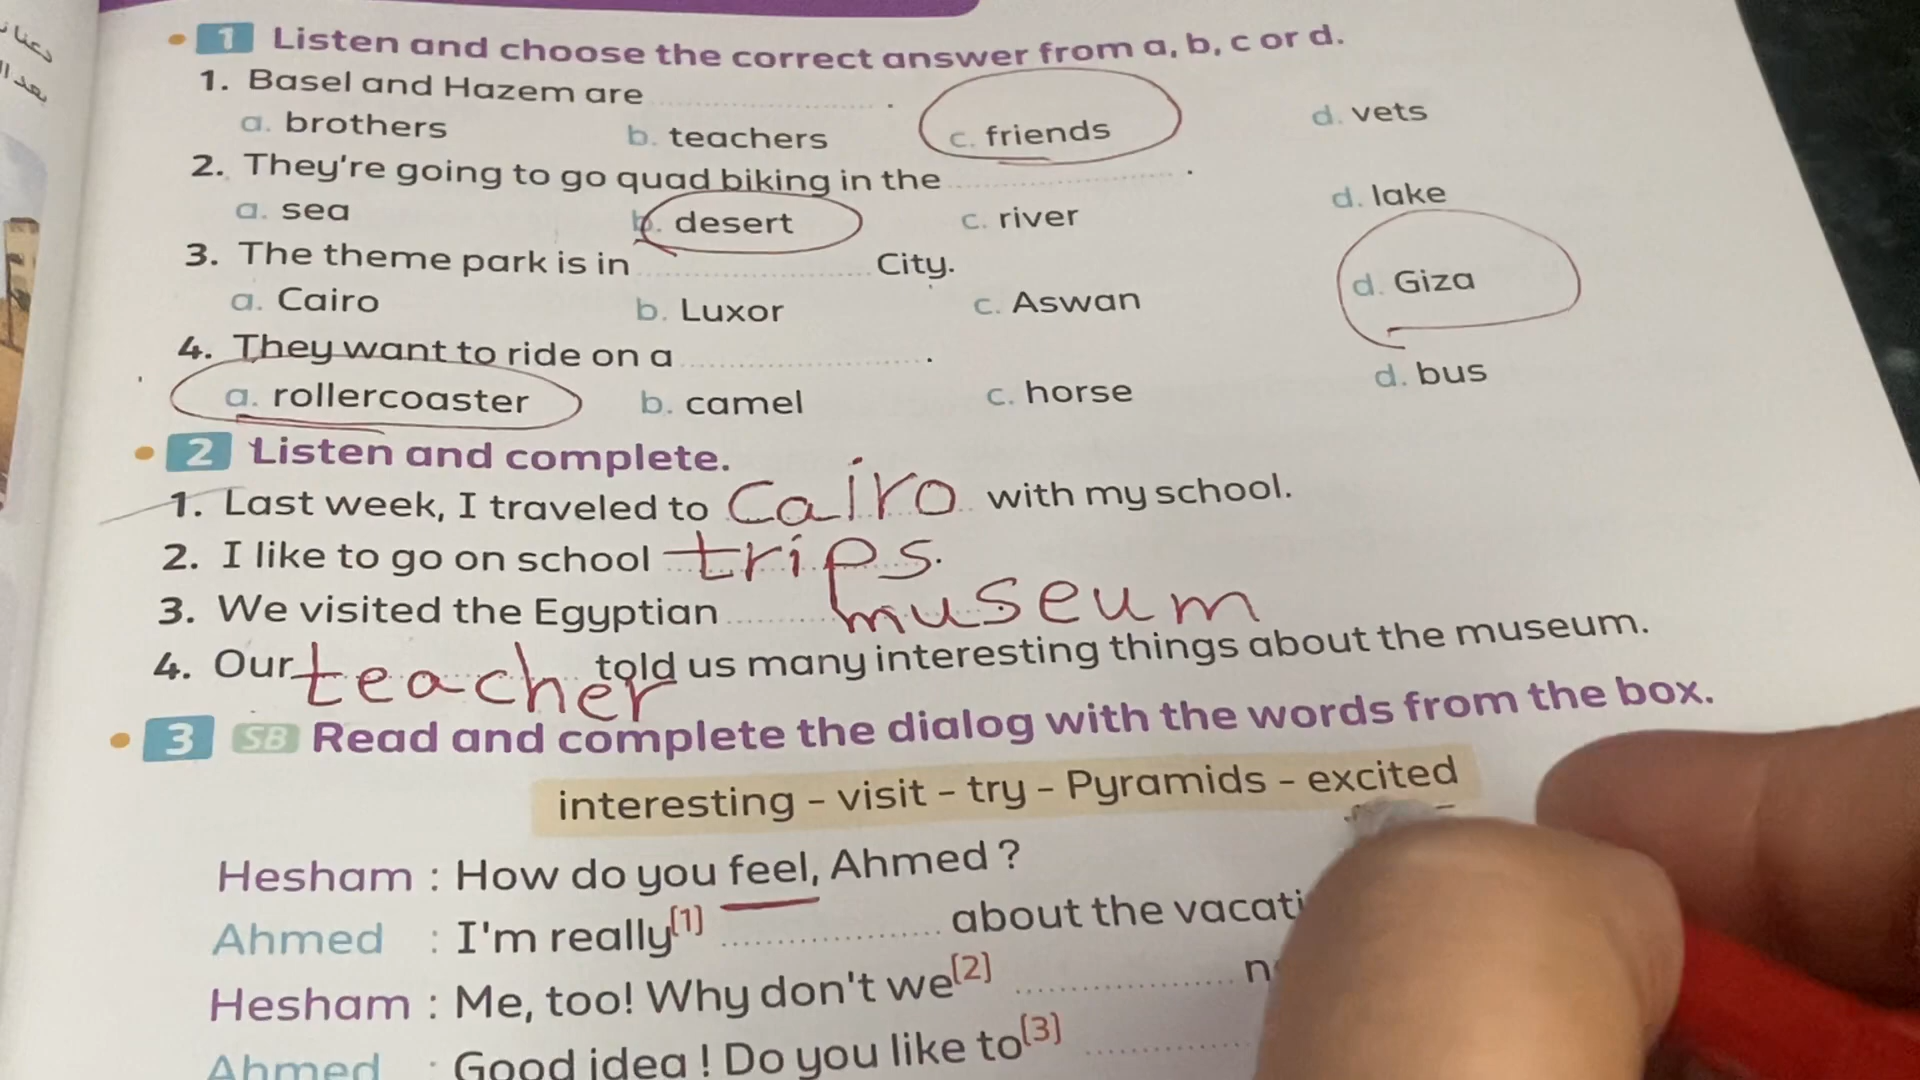 1 Listen and choose the correct answer from a, b, c or d.
1. Basel and Hazem are .................... .
a. brothers b. teachers c. friends d. vets
2. They're going to go quad biking in the .................... .
a. sea b. desert c. river d. lake
3. The theme park is in .................... City.
a. Cairo b. Luxor c. Aswan d. Giza
4. They want to ride on a .................... .
a. rollercoaster b. camel c. horse d. bus
2 Listen and complete.
1. Last week, I traveled to Cairo with my school.
2. I like to go on school trips.
3. We visited the Egyptian museum
4. Our teacher told us many interesting things about the museum.
3 SB Read and complete the dialog with the words from the box.
interesting – visit – try – Pyramids – excited
Hesham : How do you feel, Ahmed ?
Ahmed : I'm really [1] .................... about the vacati
Hesham : Me, too! Why don't we [2] ....................
Ahmed : Good idea ! Do you like to [3] ....................